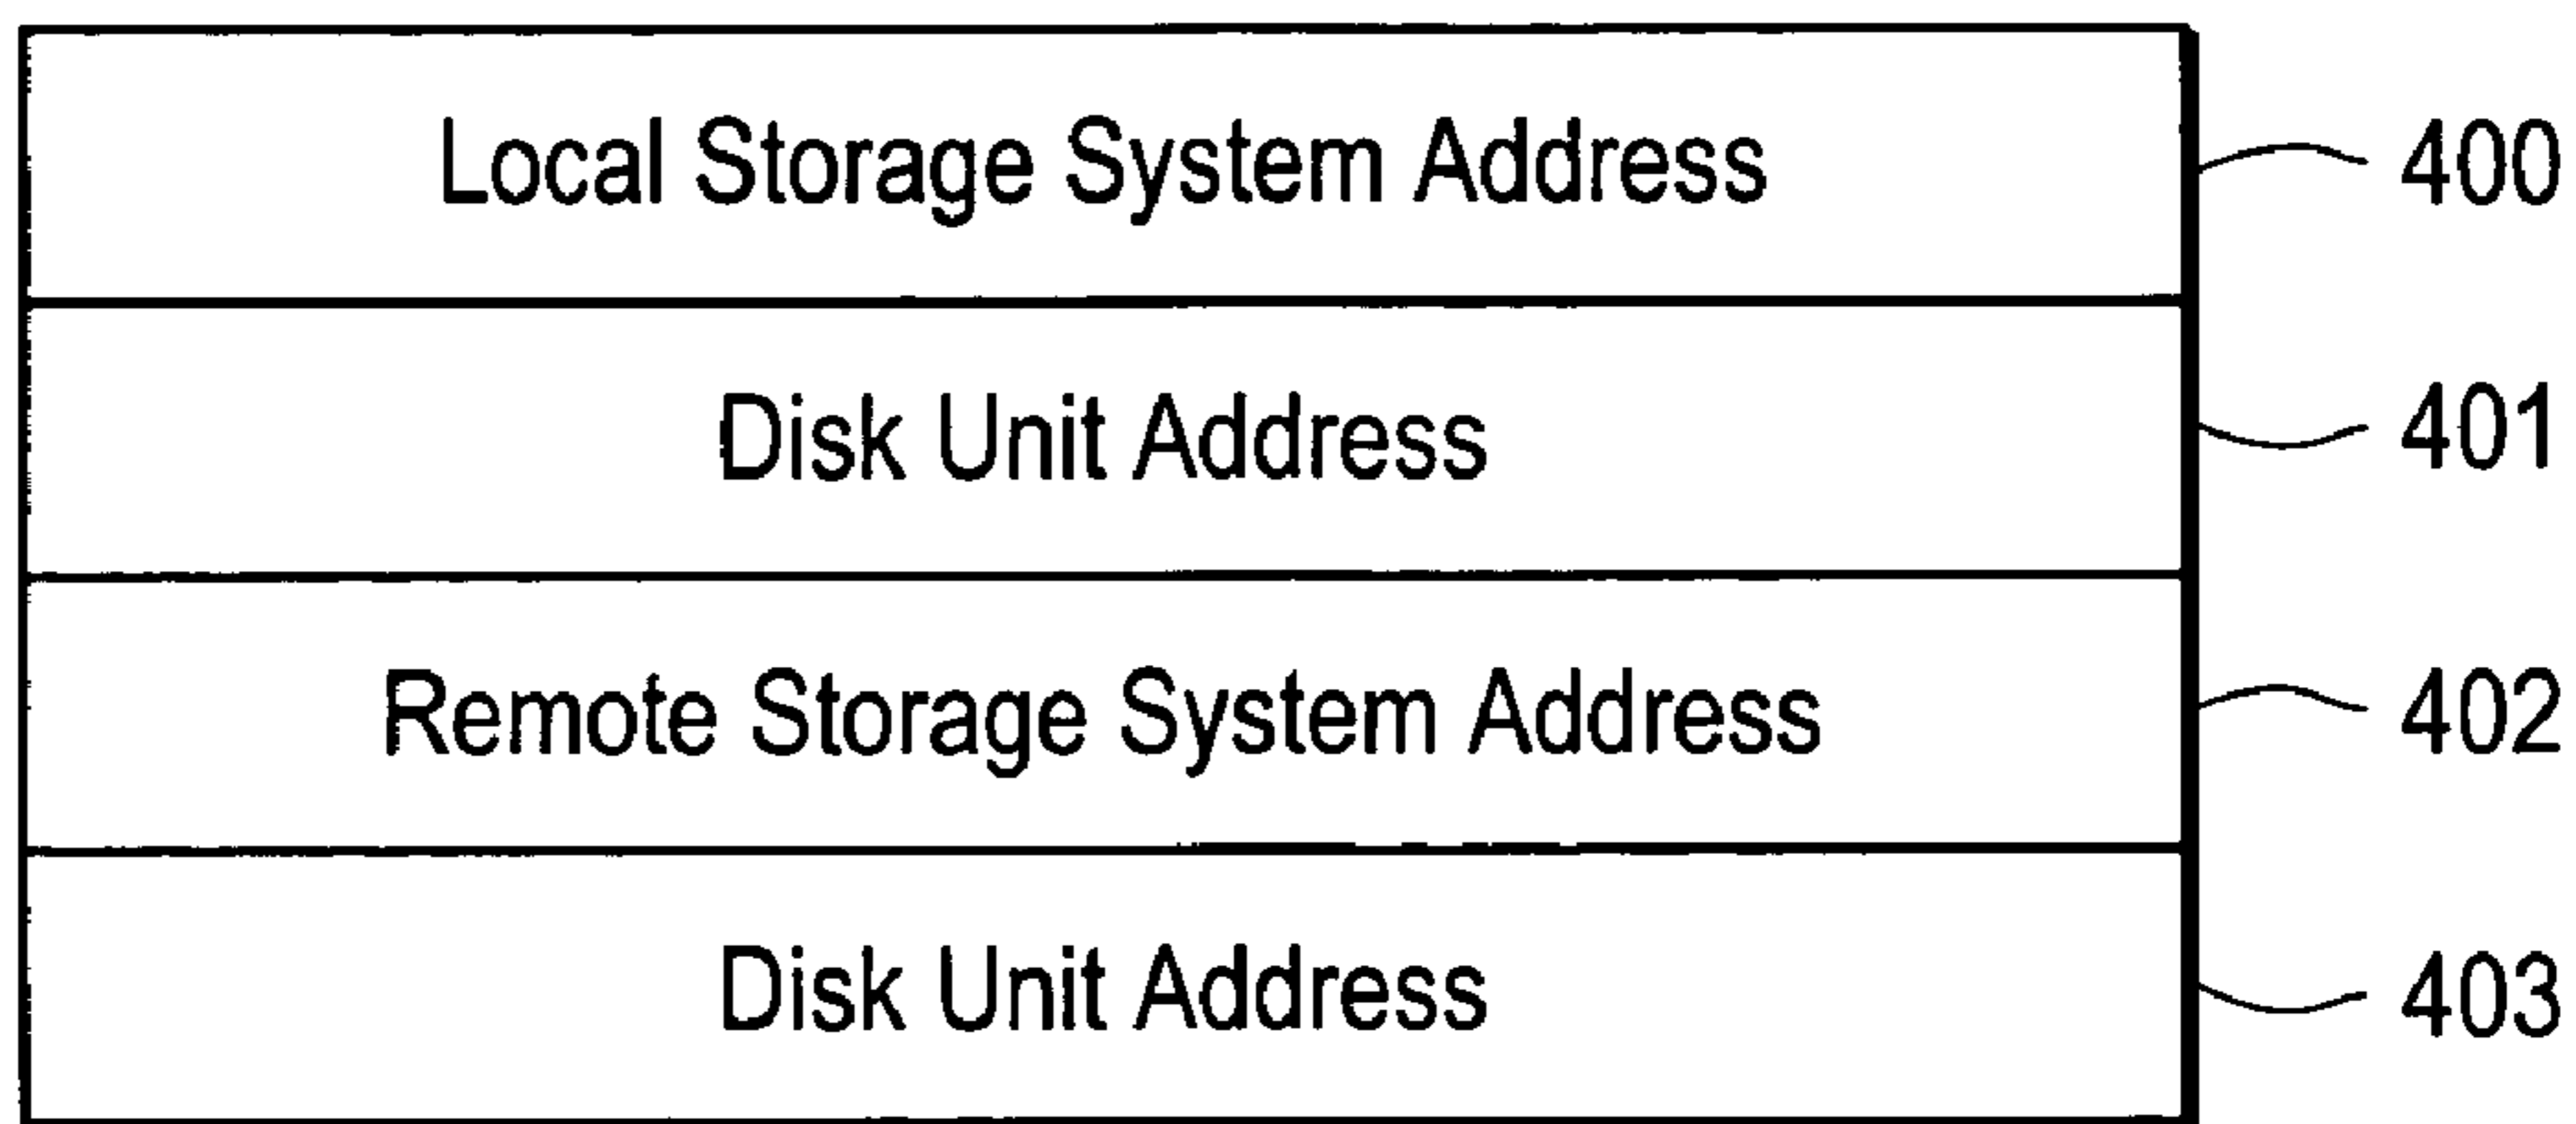 Local Storage System Address 400
Disk Unit Address 401
Remote Storage System Address 402
Disk Unit Address 403